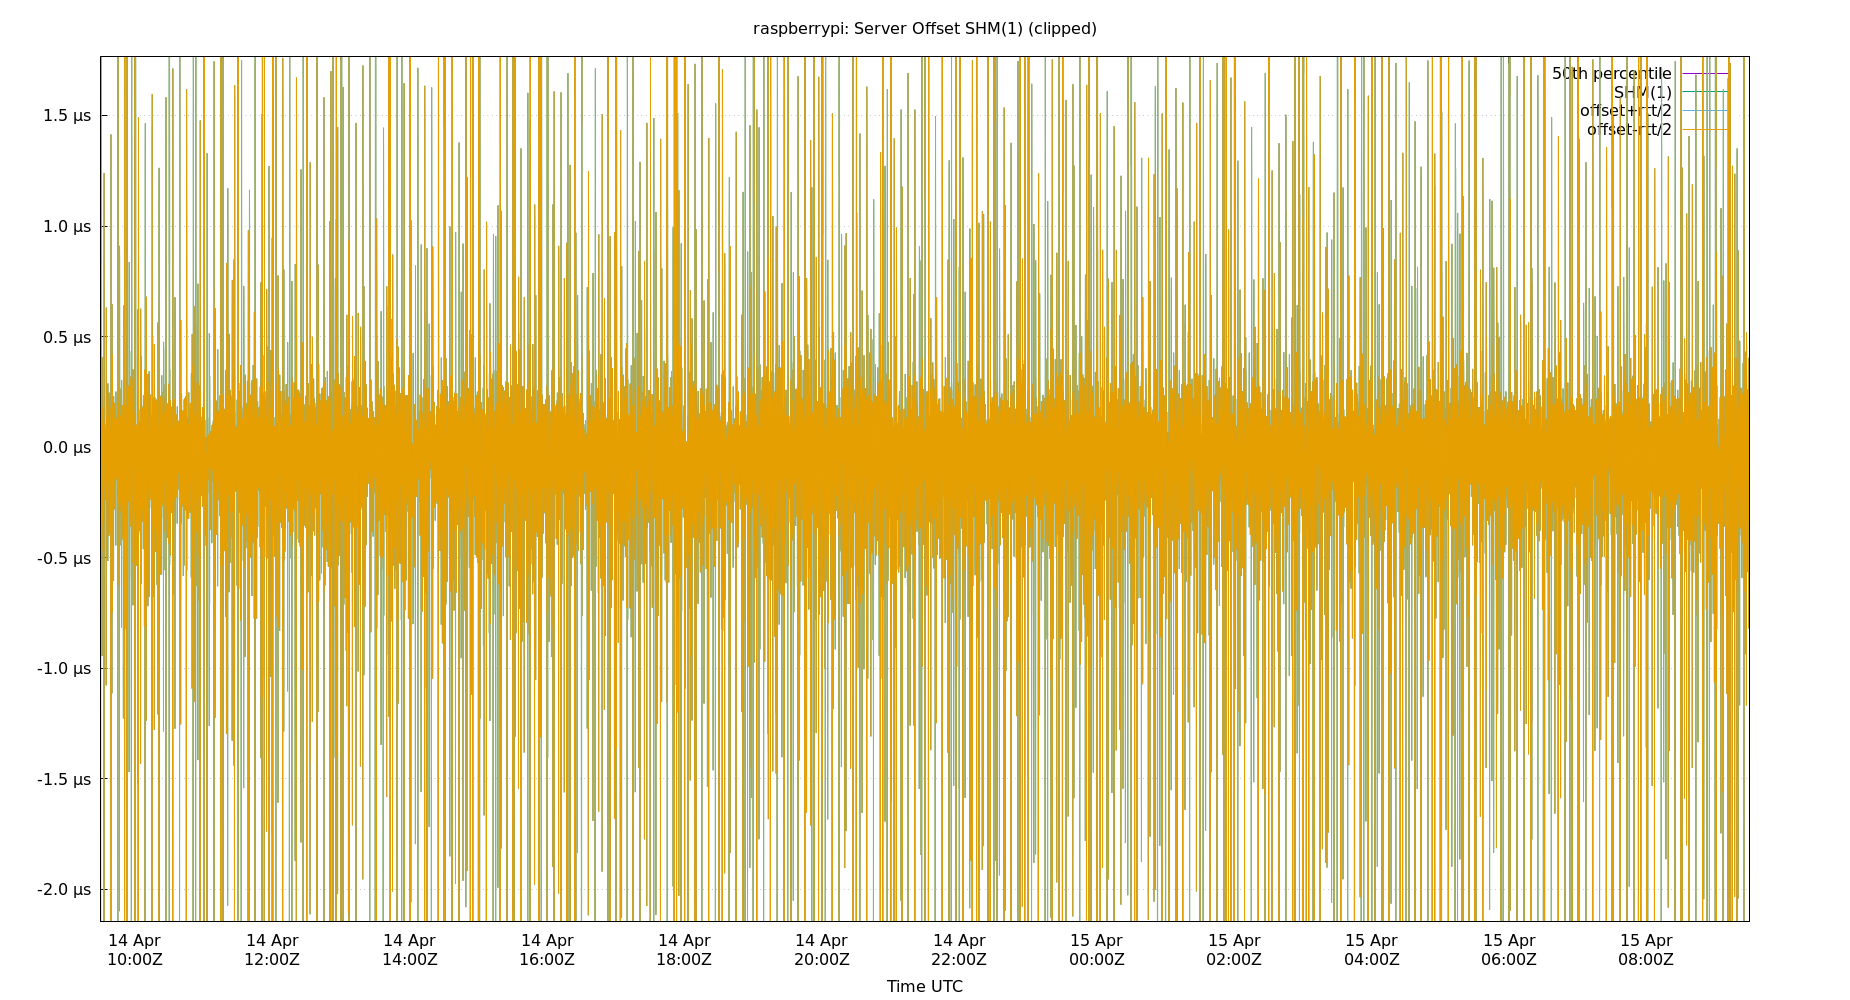 raspberrypi: Server Offset SHM(1) (clipped)
50th percentile
SHM(1)
offset+rtt/2
offset-rtt/2
1.5 µs
1.0 µs
0.5 µs
0.0 µs
-0.5 µs
-1.0 µs
-1.5 µs
-2.0 µs
14 Apr 14 Apr 14 Apr 14 Apr 14 Apr 14 Apr 14 Apr 15 Apr 15 Apr 15 Apr 15 Apr 15 Apr
10:00Z 12:00Z 14:00Z 16:00Z 18:00Z 20:00Z 22:00Z 00:00Z 02:00Z 04:00Z 06:00Z 08:00Z
Time UTC